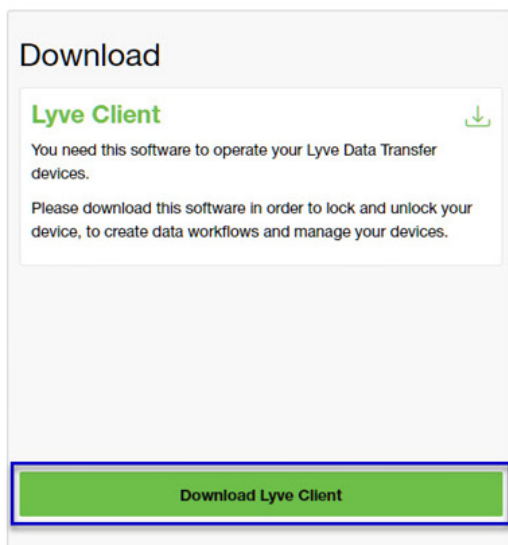 Download
Lyve Client
You need this software to operate your Lyve Data Transfer
devices.
Please download this software in order to lock and unlock your
device, to create data workflows and manage your devices.
Download Lyve Client